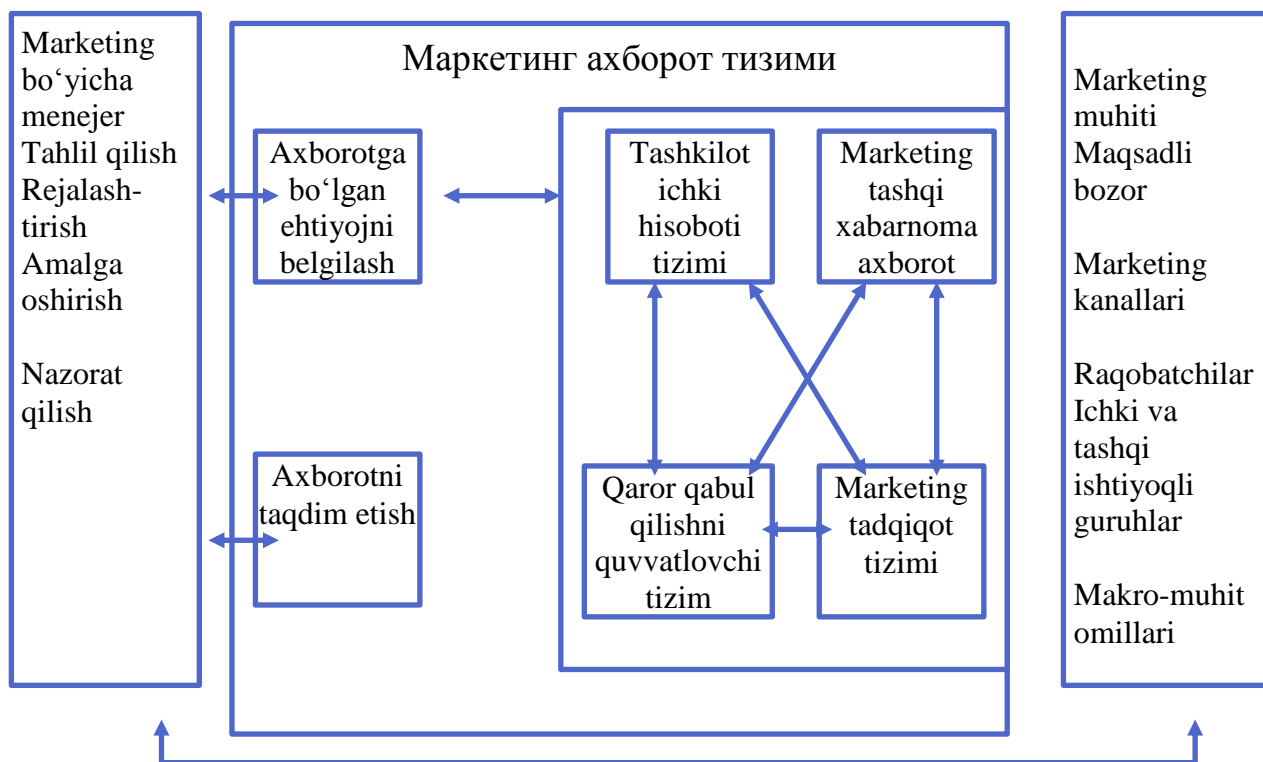 Marketing
bo‘yicha
menejer
Tahlil qilish
Rejalash-
tirish
Amalga
oshirish
Nazorat
qilish
Маркетинг ахборот тизими
Axborotga
bo‘lgan
ehtiyojni
belgilash
Axborotni
taqdim etish
Tashkilot
ichki
hisoboti
tizimi
Marketing
tashqi
xabarnoma
axborot
Qaror qabul
qilishni
quvvatlovchi
tizim
Marketing
tadqiqot
tizimi
Marketing
muhiti
Maqsadli
bozor
Marketing
kanallari
Raqobatchilar
Ichki va
tashqi
ishtiyoqli
guruhlar
Makro-muhit
omillari